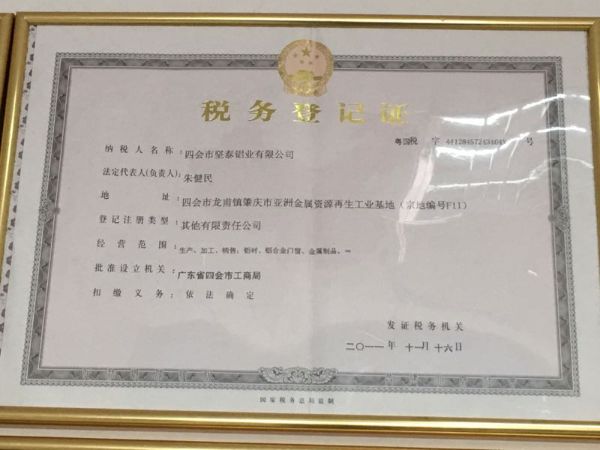 税务登记证
粤国税 字 号
纳税人名称：四会市坚泰铝业有限公司
法定代表人(负责人)：朱健民
地 址：四会市龙甫镇肇庆市亚洲金属资源再生工业基地（宗地编号F11）
登记注册类型：其他有限责任公司
经营范围：生产、加工、销售：铝材、铝合金门窗、金属制品。
批准设立机关：广东省四会市工商局
扣缴义务：依法确定
发证税务机关
二〇一一年 十一月 十六日
国家税务总局监制